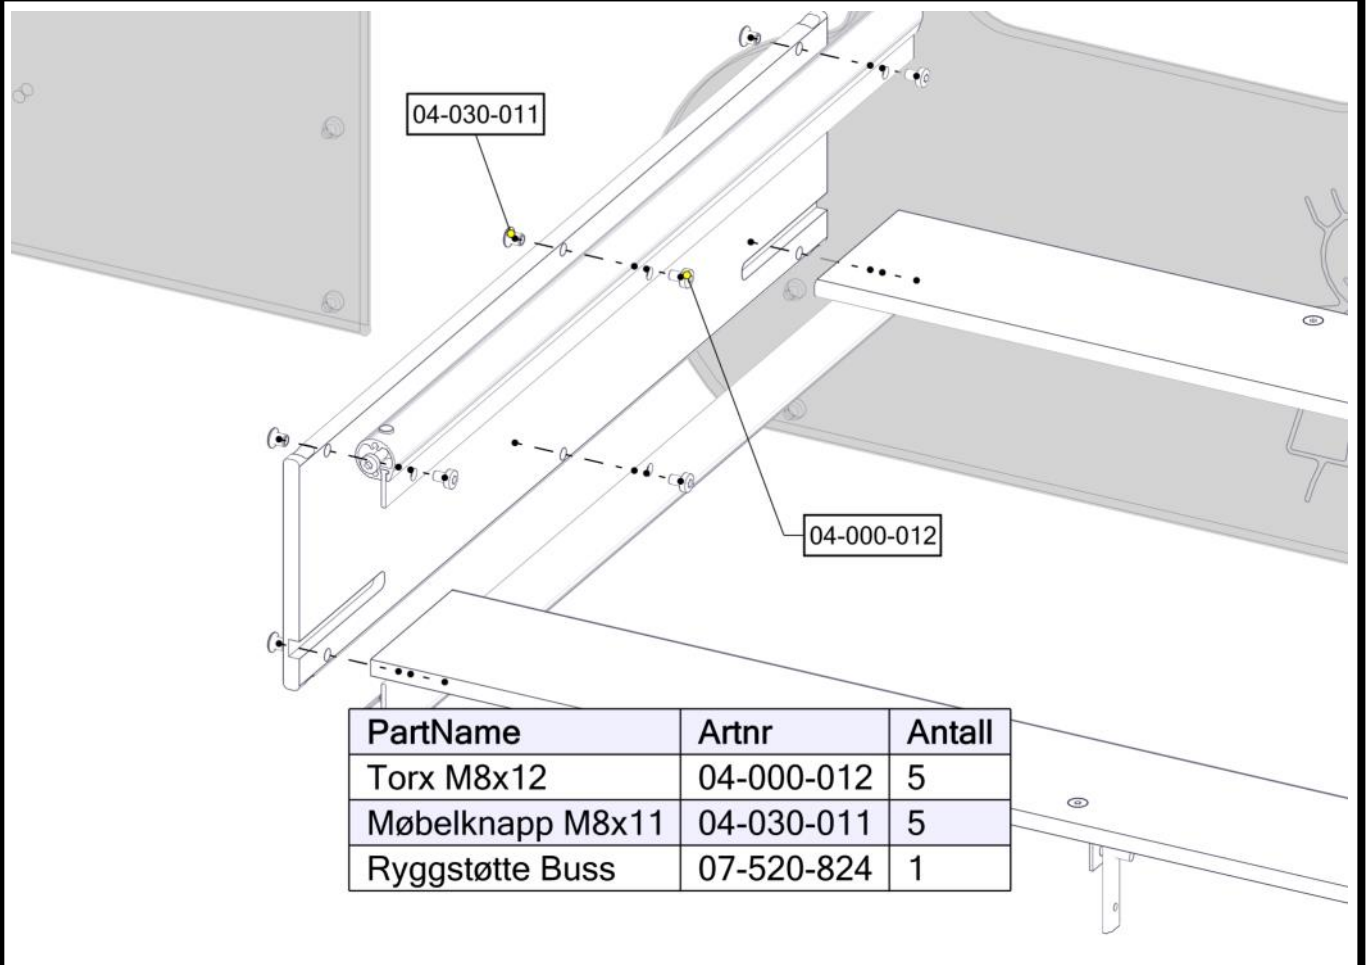 04-030-011
04-000-012
PartName Artnr Antall
Torx M8x12 04-000-012 5
Møbelknapp M8x11 04-030-011 5
Ryggstøtte Buss 07-520-824 1